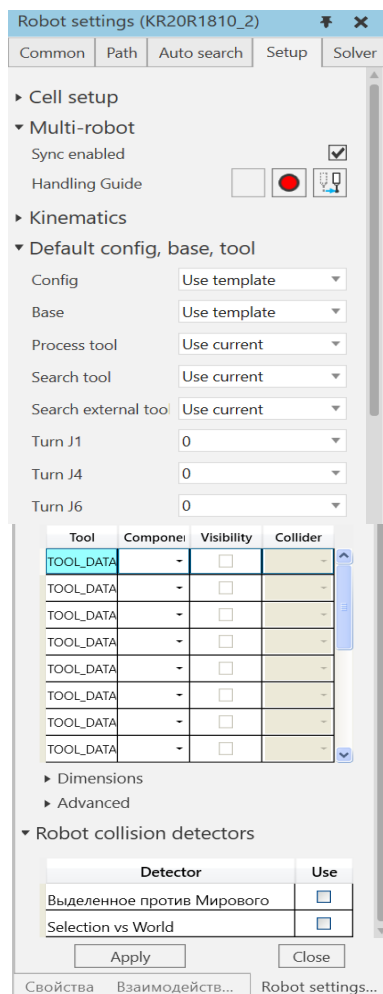 Robot settings (KR20R1810_2)
Common Path Auto search Setup Solver
Cell setup
Multi-robot
Sync enabled
Handling Guide
Kinematics
Default config, base, tool
Config Use template
Base Use template
Process tool Use current
Search tool Use current
Search external tool Use current
Turn J1 0
Turn J4 0
Turn J6 0
Tool Componei Visibility Collider
TOOL_DATA
TOOL_DATA
TOOL_DATA
TOOL_DATA
TOOL_DATA
TOOL_DATA
TOOL_DATA
TOOL_DATA
Dimensions
Advanced
Robot collision detectors
Detector Use
Выделенное против Мирового
Selection vs World
Apply Close
Свойства Взаимодейств... Robot settings...